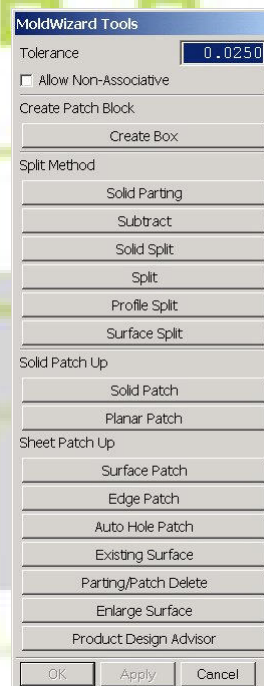 MoldWizard Tools
Tolerance 0.0250
Allow Non-Associative
Create Patch Block
Create Box
Split Method
Solid Parting
Subtract
Solid Split
Split
Profile Split
Surface Split
Solid Patch Up
Solid Patch
Planar Patch
Sheet Patch Up
Surface Patch
Edge Patch
Auto Hole Patch
Existing Surface
Parting/Patch Delete
Enlarge Surface
Product Design Advisor
OK Apply Cancel